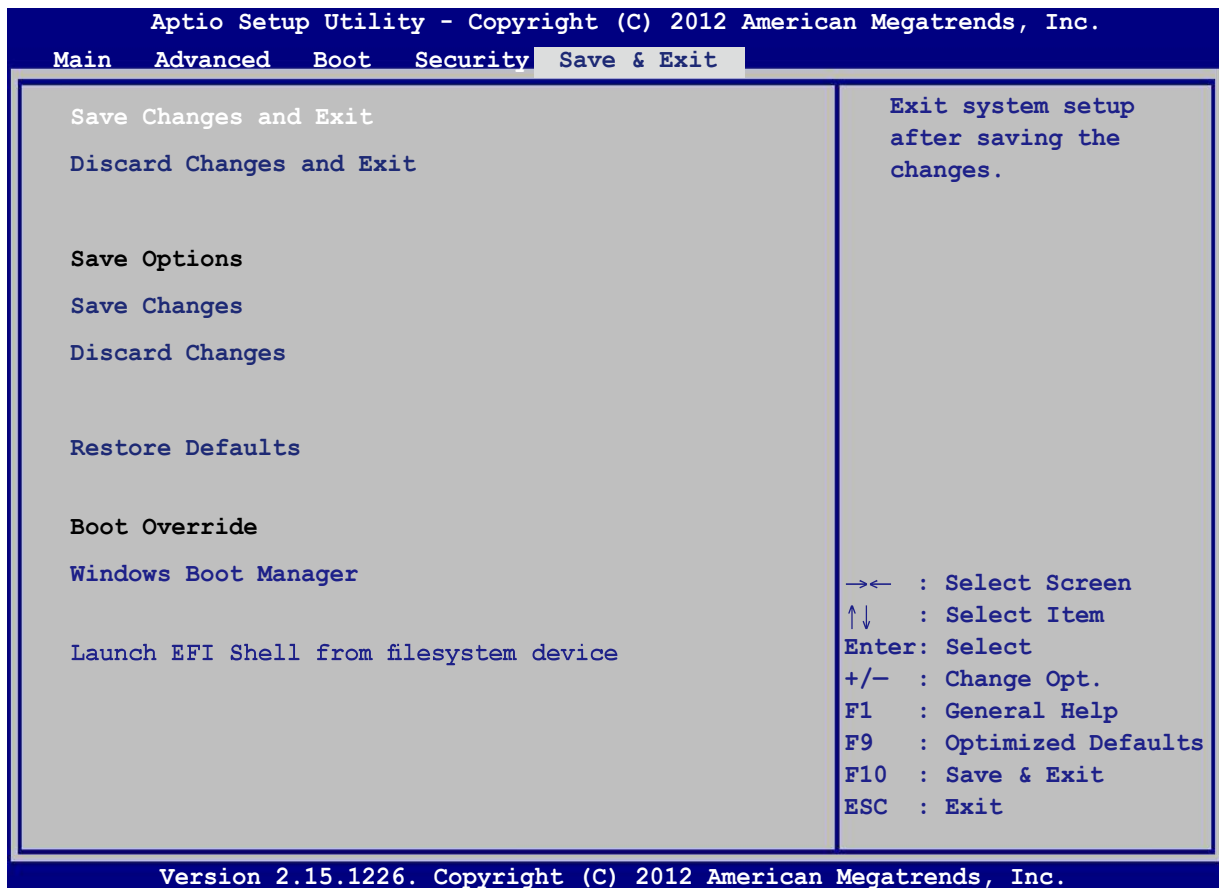 Aptio Setup Utility - Copyright (C) 2012 American Megatrends, Inc.
Main Advanced Boot Security Save & Exit
Save Changes and Exit
Discard Changes and Exit
Save Options
Save Changes
Discard Changes
Restore Defaults
Boot Override
Windows Boot Manager
Launch EFI Shell from filesystem device
Exit system setup
after saving the
changes.
→← : Select Screen
↑↓ : Select Item
Enter: Select
+/— : Change Opt.
F1 : General Help
F9 : Optimized Defaults
F10 : Save & Exit
ESC : Exit
Version 2.15.1226. Copyright (C) 2012 American Megatrends, Inc.